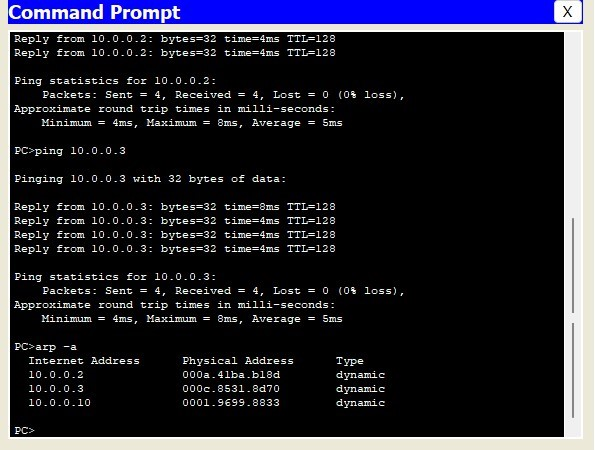 Command Prompt
X
Reply from 10.0.0.2: bytes=32 time=4ms TTL=128
Reply from 10.0.0.2: bytes=32 time=4ms TTL=128
Ping statistics for 10.0.0.2:
Packets: Sent = 4, Received = 4, Lost = 0 (0% loss),
Approximate round trip times in milli-seconds:
Minimum = 4ms, Maximum = 8ms, Average = 5ms
PC>ping 10.0.0.3
Pinging 10.0.0.3 with 32 bytes of data:
Reply from 10.0.0.3: bytes=32 time=8ms TTL=128
Reply from 10.0.0.3: bytes=32 time=4ms TTL=128
Reply from 10.0.0.3: bytes=32 time=4ms TTL=128
Reply from 10.0.0.3: bytes=32 time=4ms TTL=128
Ping statistics for 10.0.0.3:
Packets: Sent = 4, Received = 4, Lost = 0 (0% loss),
Approximate round trip times in milli-seconds:
Minimum = 4ms, Maximum = 8ms, Average = 5ms
PC>arp -a
Internet Address Physical Address Type
10.0.0.2 000a.41ba.b18d dynamic
10.0.0.3 000c.8531.8d70 dynamic
10.0.0.10 0001.9699.8833 dynamic
PC>